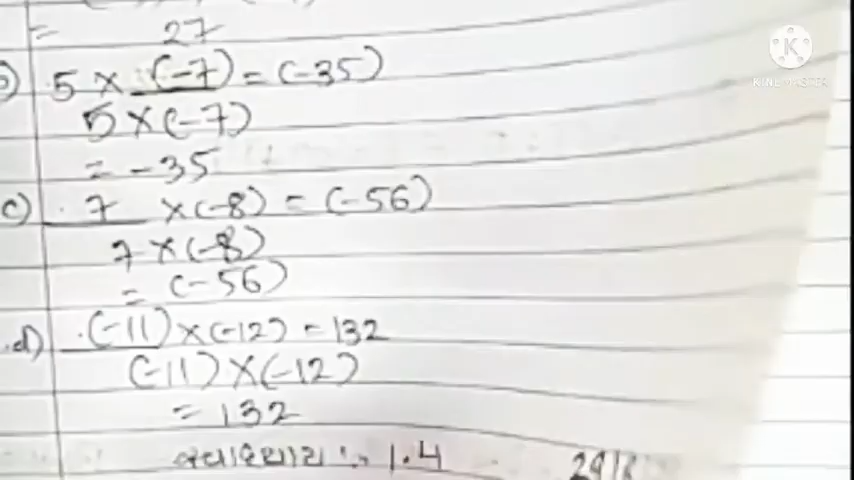 = 27
5 × (-7) = (-35)
5 × (-7)
= -35
c) 7 × (-8) = (-56)
7 × (-8)
= (-56)
d) (-11) × (-12) = 132
(-11) × (-12)
= 132
1.4
K
KINEMASTER